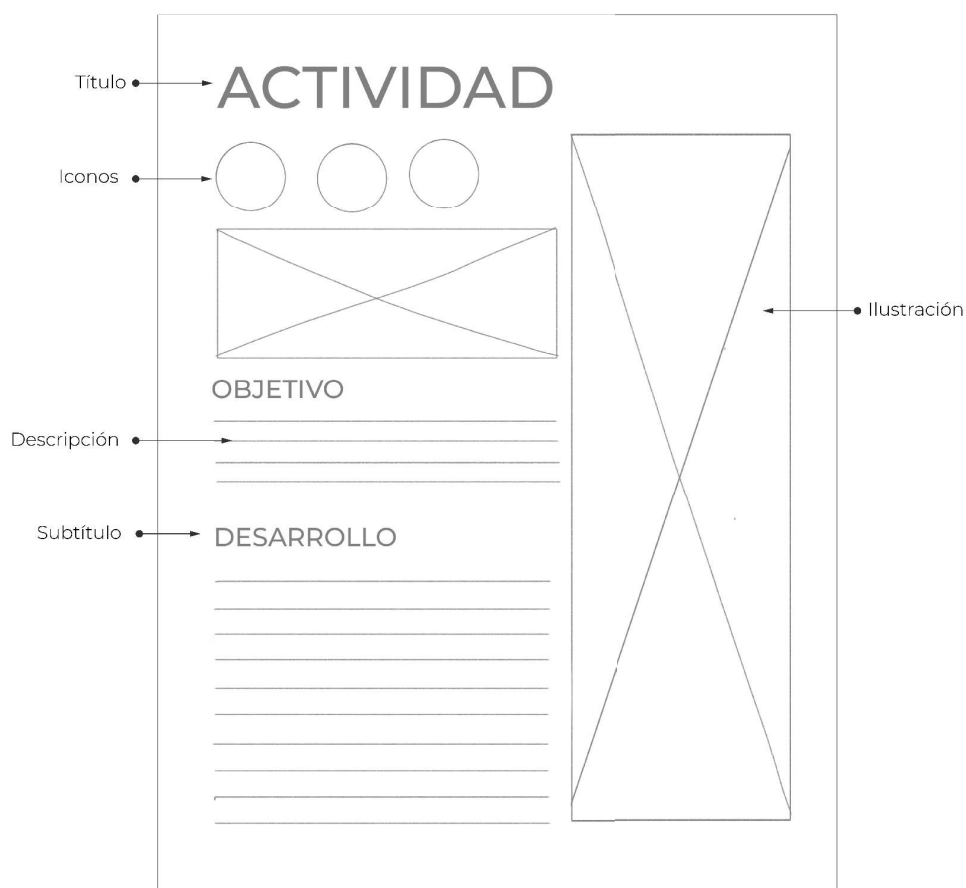 Título
ACTIVIDAD
Iconos
Ilustración
OBJETIVO
Descripción
Subtítulo
DESARROLLO